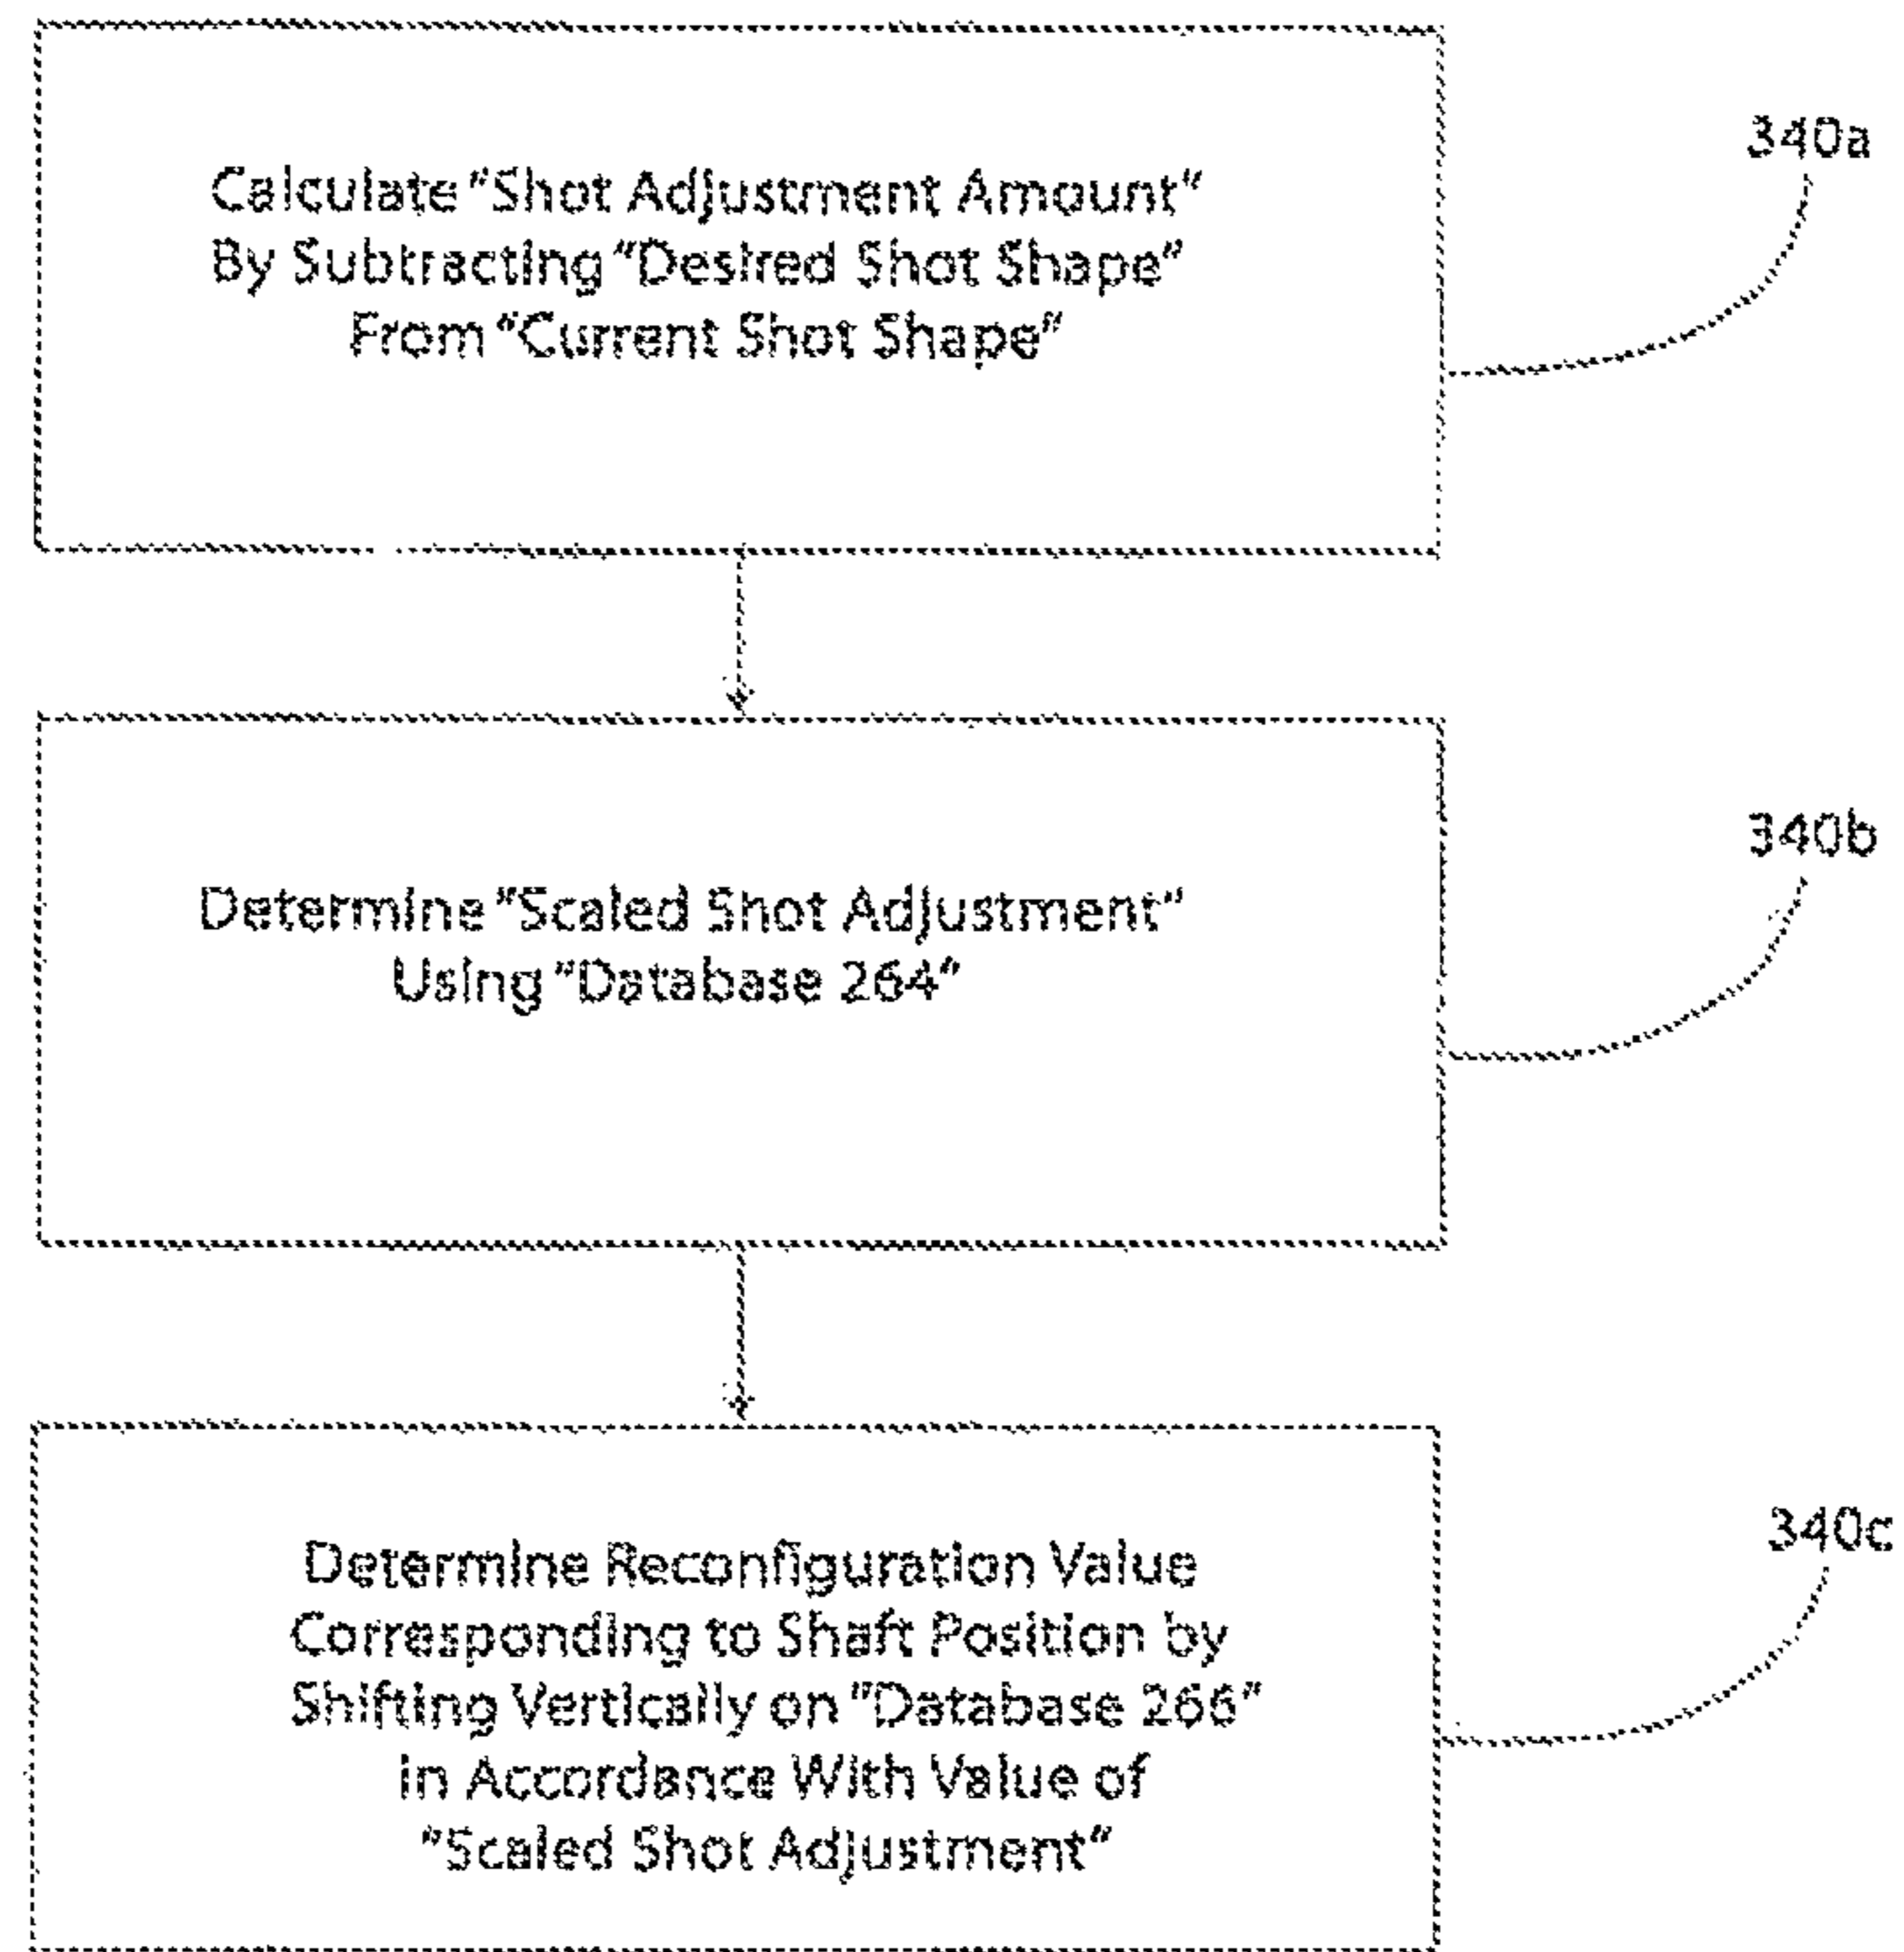 Calculate "Shot Adjustment Amount"
By Subtracting "Desired Shot Shape"
From "Current Shot Shape"
340a
Determine "Scaled Shot Adjustment"
Using "Database 264"
340b
Determine Reconfiguration Value
Corresponding to Shaft Position by
Shifting Vertically on "Database 266"
in Accordance With Value of
"Scaled Shot Adjustment"
340c